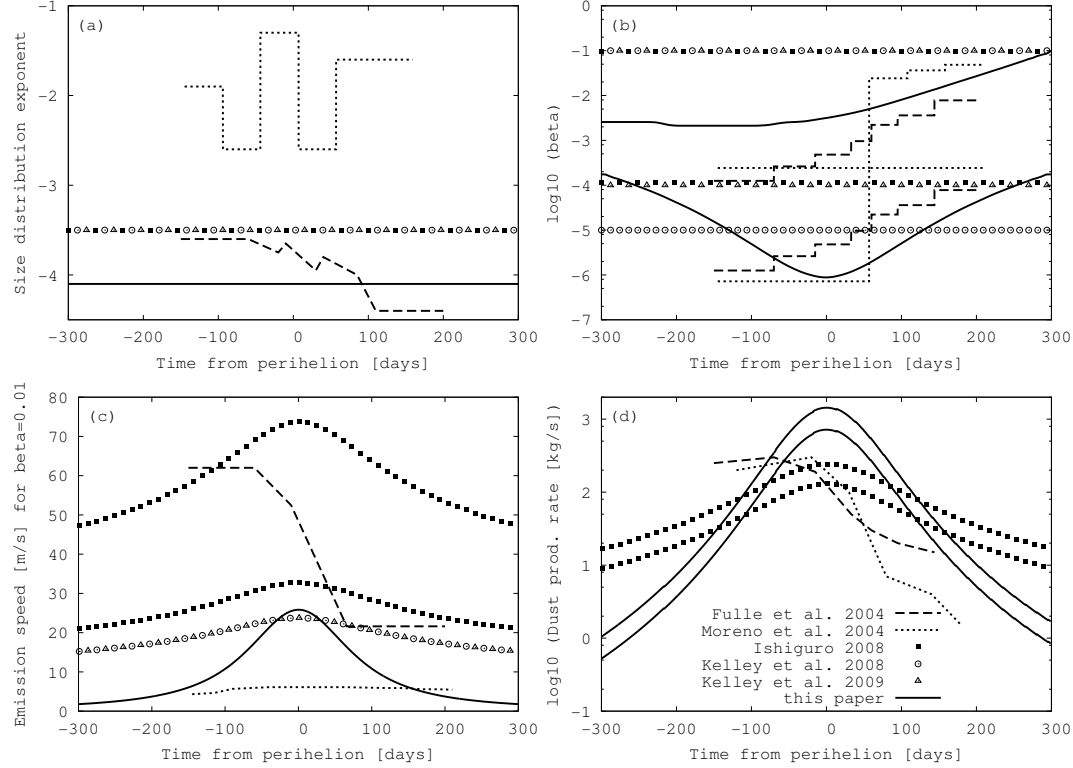 (a)
Size distribution exponent
−1
−2
−3
−4
−300 −200 −100 0 100 200 300
Time from perihelion [days]
(b)
log10 (beta)
0
−1
−2
−3
−4
−5
−6
−7
−300 −200 −100 0 100 200 300
Time from perihelion [days]
(c)
Emission speed [m/s] for beta=0.01
80
70
60
50
40
30
20
10
0
−300 −200 −100 0 100 200 300
Time from perihelion [days]
(d)
log10 (Dust prod. rate [kg/s])
3
2
1
0
−1
Fulle et al. 2004
Moreno et al. 2004
Ishiguro 2008
Kelley et al. 2008
Kelley et al. 2009
this paper
−300 −200 −100 0 100 200 300
Time from perihelion [days]